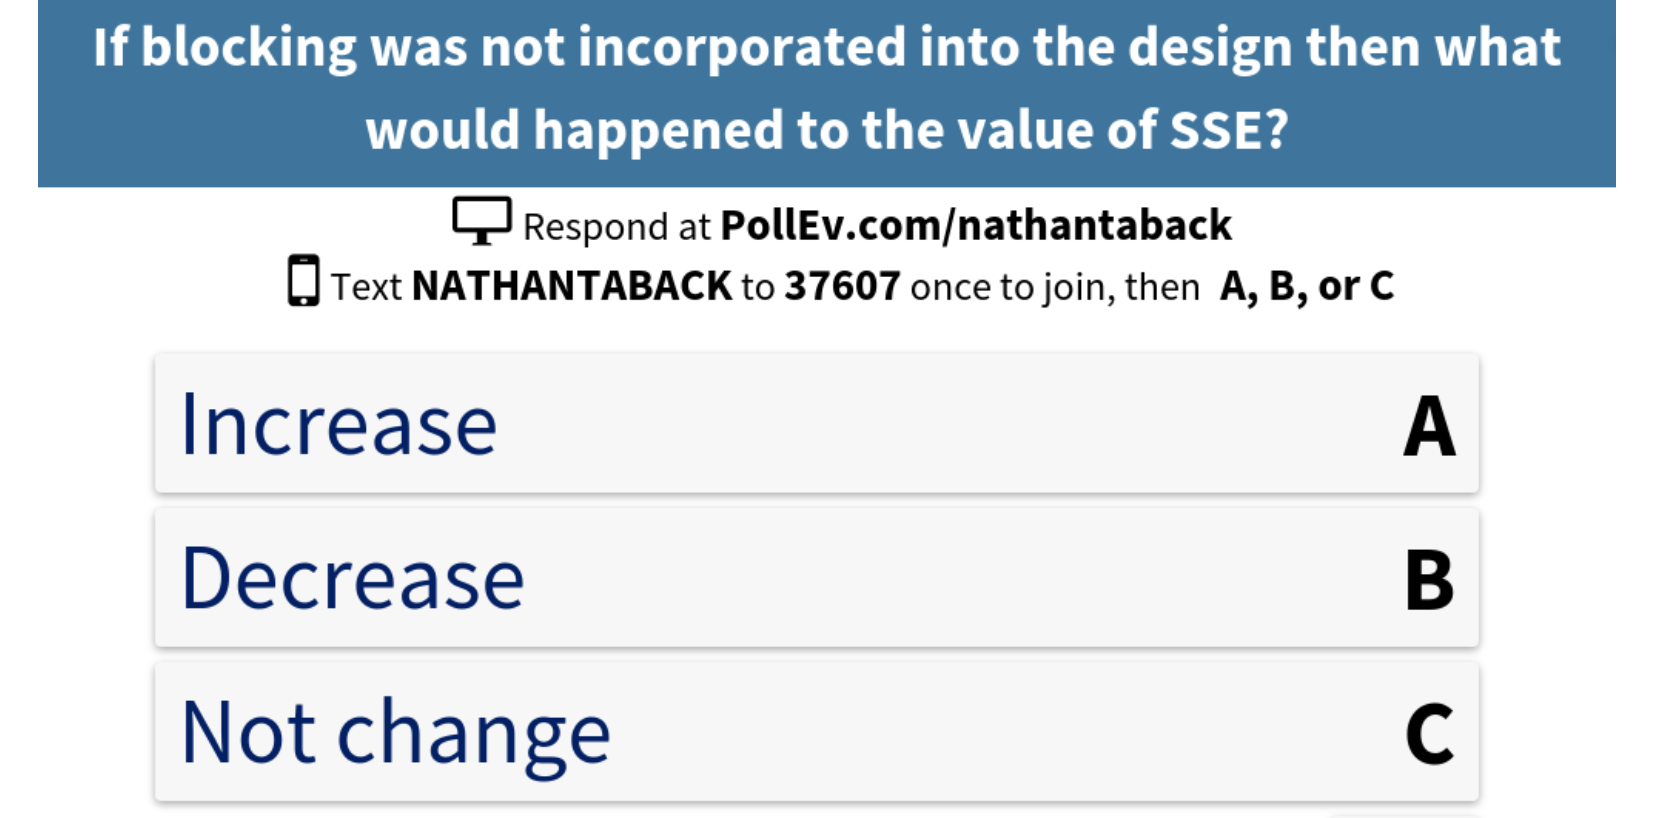 If blocking was not incorporated into the design then what
would happened to the value of SSE?
Respond at PollEv.com/nathantaback
Text NATHANTABACK to 37607 once to join, then A, B, or C
Increase A
Decrease B
Not change C